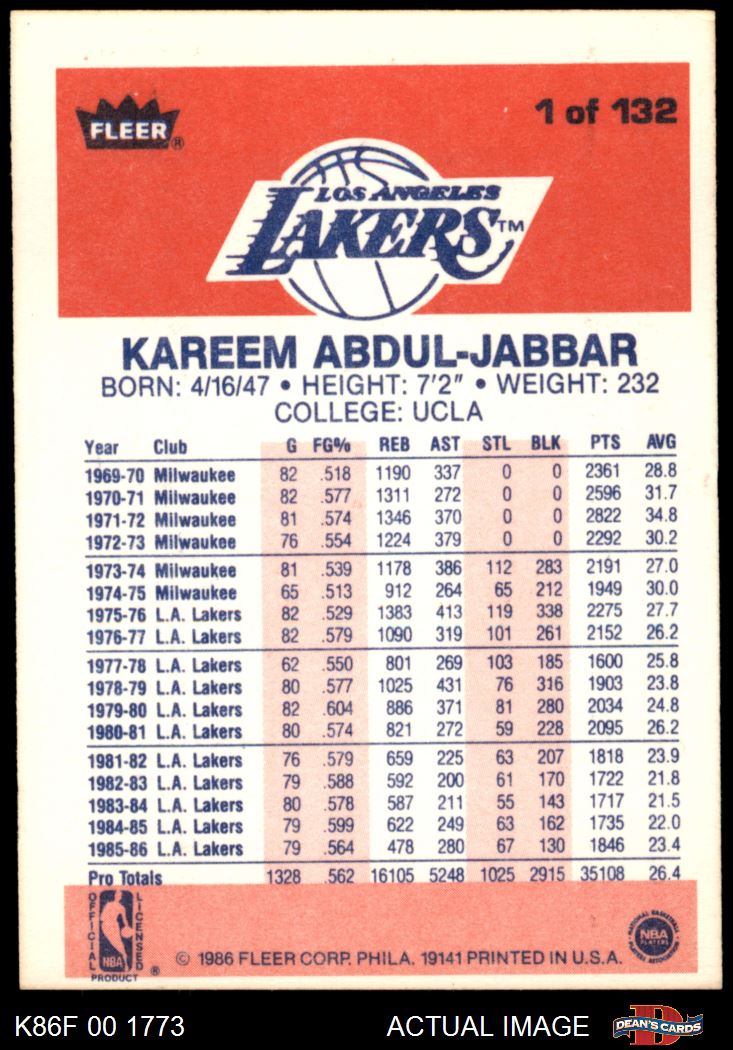 FLEER®
1 of 132
LOS ANGELES
LAKERS™
KAREEM ABDUL-JABBAR
BORN: 4/16/47 • HEIGHT: 7'2" • WEIGHT: 232
COLLEGE: UCLA
Year Club G FG% REB AST STL BLK PTS AVG
1969-70 Milwaukee 82 .518 1190 337 0 0 2361 28.8
1970-71 Milwaukee 82 .577 1311 272 0 0 2596 31.7
1971-72 Milwaukee 81 .574 1346 370 0 0 2822 34.8
1972-73 Milwaukee 76 .554 1224 379 0 0 2292 30.2
1973-74 Milwaukee 81 .539 1178 386 112 283 2191 27.0
1974-75 Milwaukee 65 .513 912 264 65 212 1949 30.0
1975-76 L.A. Lakers 82 .529 1383 413 119 338 2275 27.7
1976-77 L.A. Lakers 82 .579 1090 319 101 261 2152 26.2
1977-78 L.A. Lakers 62 .550 801 269 103 185 1600 25.8
1978-79 L.A. Lakers 80 .577 1025 431 76 316 1903 23.8
1979-80 L.A. Lakers 82 .604 886 371 81 280 2034 24.8
1980-81 L.A. Lakers 80 .574 821 272 59 228 2095 26.2
1981-82 L.A. Lakers 76 .579 659 225 63 207 1818 23.9
1982-83 L.A. Lakers 79 .588 592 200 61 170 1722 21.8
1983-84 L.A. Lakers 80 .578 587 211 55 143 1717 21.5
1984-85 L.A. Lakers 79 .599 622 249 63 162 1735 22.0
1985-86 L.A. Lakers 79 .564 478 280 67 130 1846 23.4
Pro Totals 1328 .562 16105 5248 1025 2915 35108 26.4
OFFICIAL LICENSED
NBA
PRODUCT ®
© 1986 FLEER CORP. PHILA. 19141 PRINTED IN U.S.A.
NATIONAL BASKETBALL
NBA
PLAYERS
PLAYERS ASSOCIATION
K86F 00 1773 ACTUAL IMAGE
D
DEAN'S CARDS